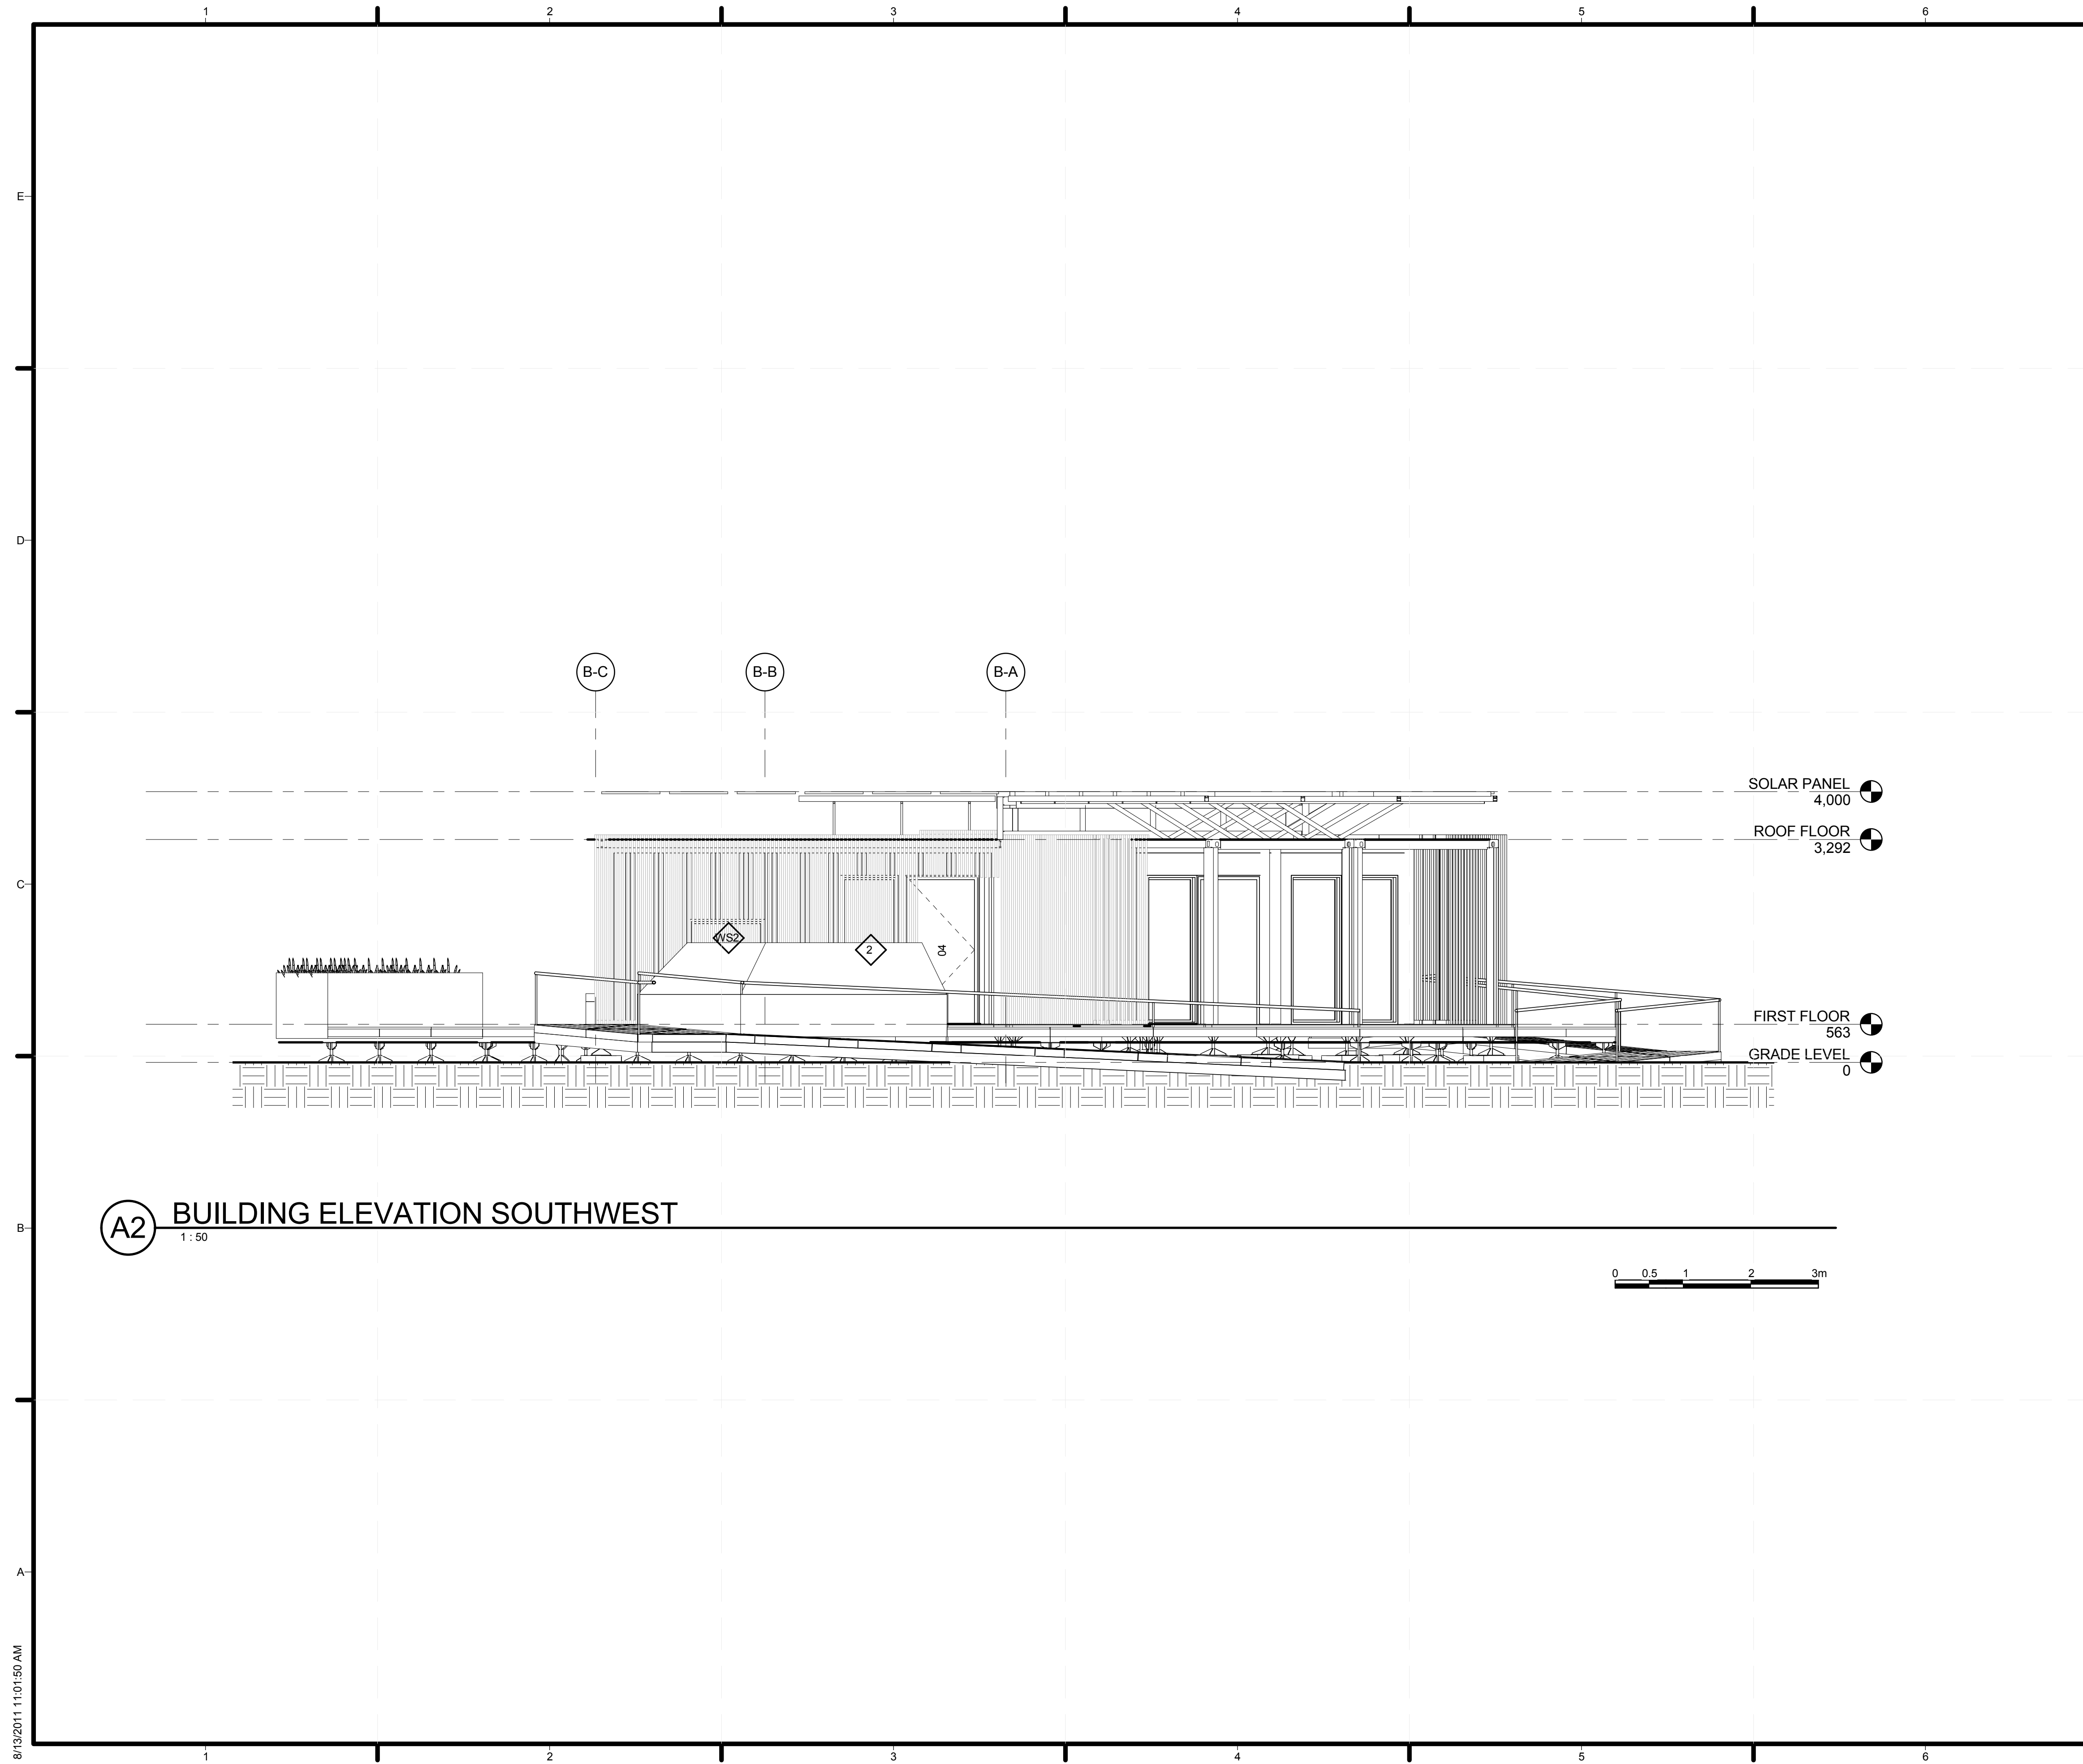 1 2 3 4 5 6
E
D
B-C B-B B-A
SOLAR PANEL
4,000
ROOF FLOOR
3,292
C
WS2 2 04
FIRST FLOOR
563
GRADE LEVEL
0
A2 BUILDING ELEVATION SOUTHWEST
B
1 : 50
0 0.5 1 2 3m
A
8/13/2011 11:01:50 AM
1 2 3 4 5 6